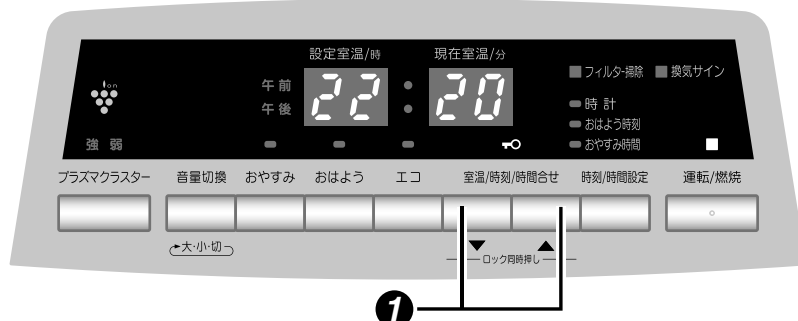 設定室温/時 現在室温/分
フィルタ掃除 換気サイン
ion
午前 22:20
午後
時計
おはよう時刻
強 弱
おやすみ時間
プラズマクラスター 音量切換 おやすみ おはよう エコ 室温/時刻/時間合せ 時刻/時間設定 運転/燃焼
大・小・切
▼ ▲
ロック同時押し
1